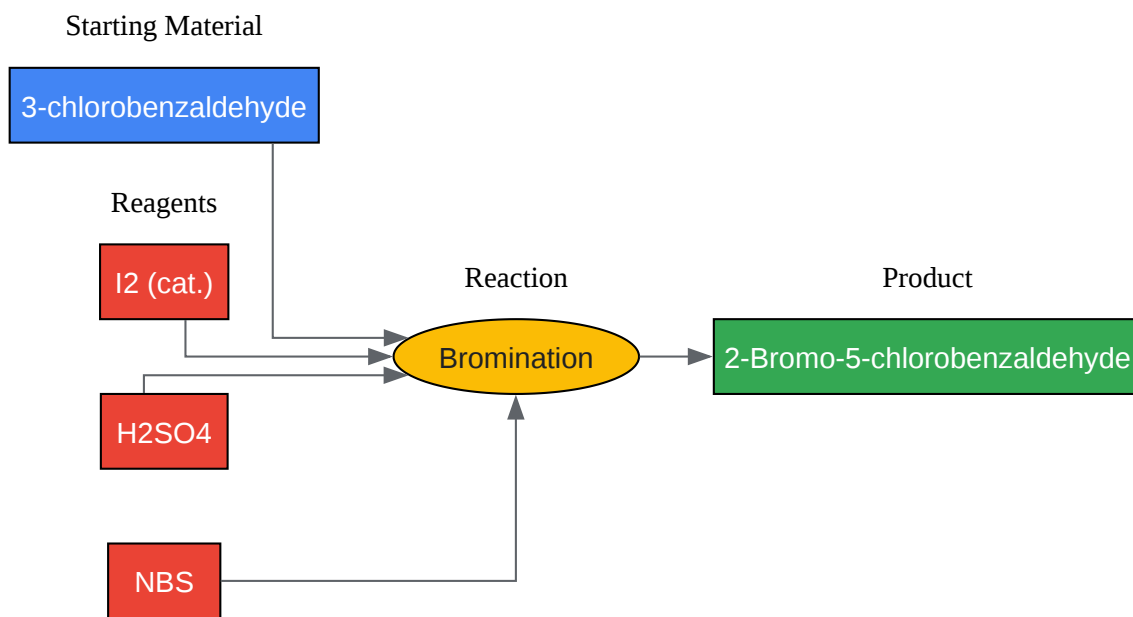 Starting Material
3-chlorobenzaldehyde
Reagents
I2 (cat.)
H2SO4
NBS
Reaction
Bromination
Product
2-Bromo-5-chlorobenzaldehyde